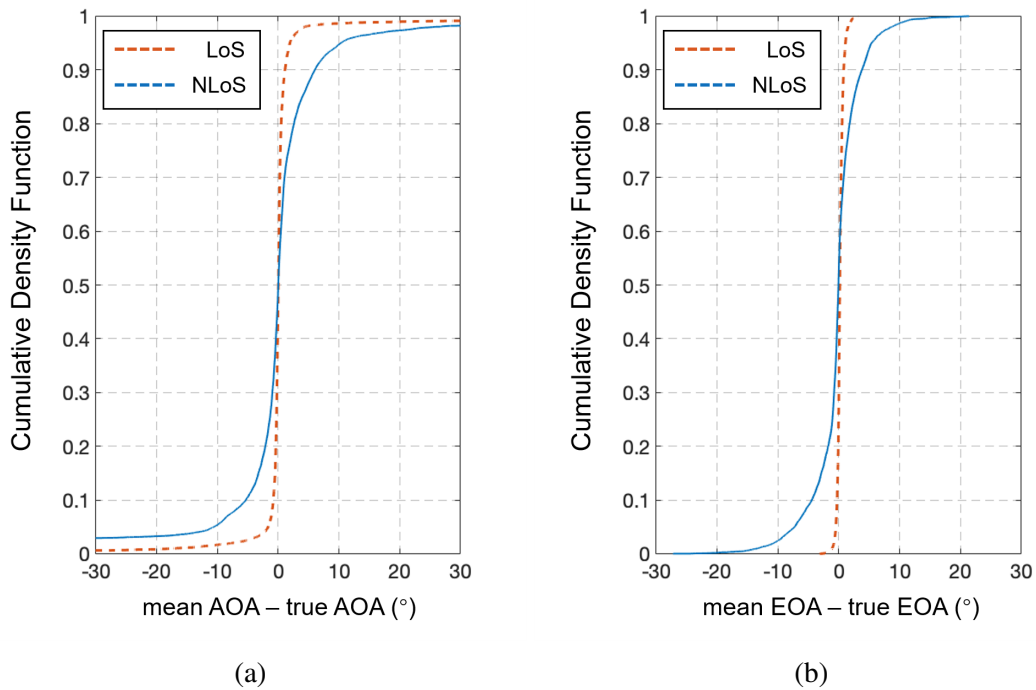 1
0.9
0.8
0.7
0.6
0.5
0.4
0.3
0.2
0.1
0
Cumulative Density Function
LoS
NLoS
-30 -20 -10 0 10 20 30
mean AOA – true AOA (°)
(a)
1
0.9
0.8
0.7
0.6
0.5
0.4
0.3
0.2
0.1
0
Cumulative Density Function
LoS
NLoS
-30 -20 -10 0 10 20 30
mean EOA – true EOA (°)
(b)